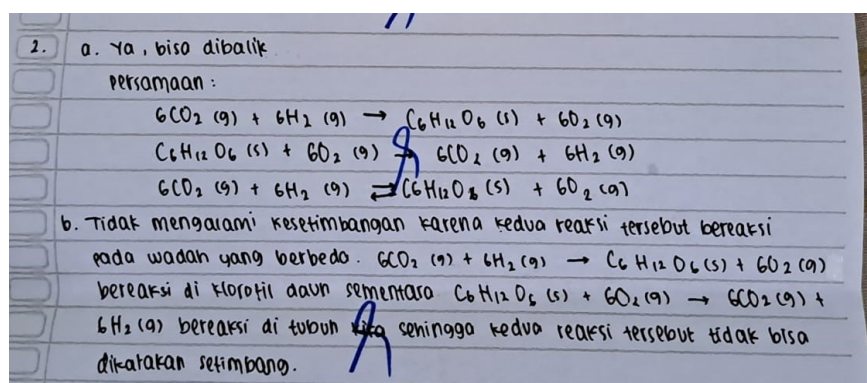 2. a. Ya, bisa dibalik
Persamaan :
6CO2 (g) + 6H2 (g) → C6H12O6 (s) + 6O2 (g)
C6H12O6 (s) + 6O2 (g) → 6CO2 (g) + 6H2 (g)
6CO2 (g) + 6H2 (g) ⇄ C6H12O6 (s) + 6O2 (g)
b. Tidak mengalami kesetimbangan karena kedua reaksi tersebut bereaksi
pada wadah yang berbeda. 6CO2 (g) + 6H2 (g) → C6H12O6 (s) + 6O2 (g)
bereaksi di klorofil daun sementara C6H12O6 (s) + 6O2 (g) → 6CO2 (g) +
6H2 (g) bereaksi di tubuh kita sehingga kedua reaksi tersebut tidak bisa
dikatakan setimbang.